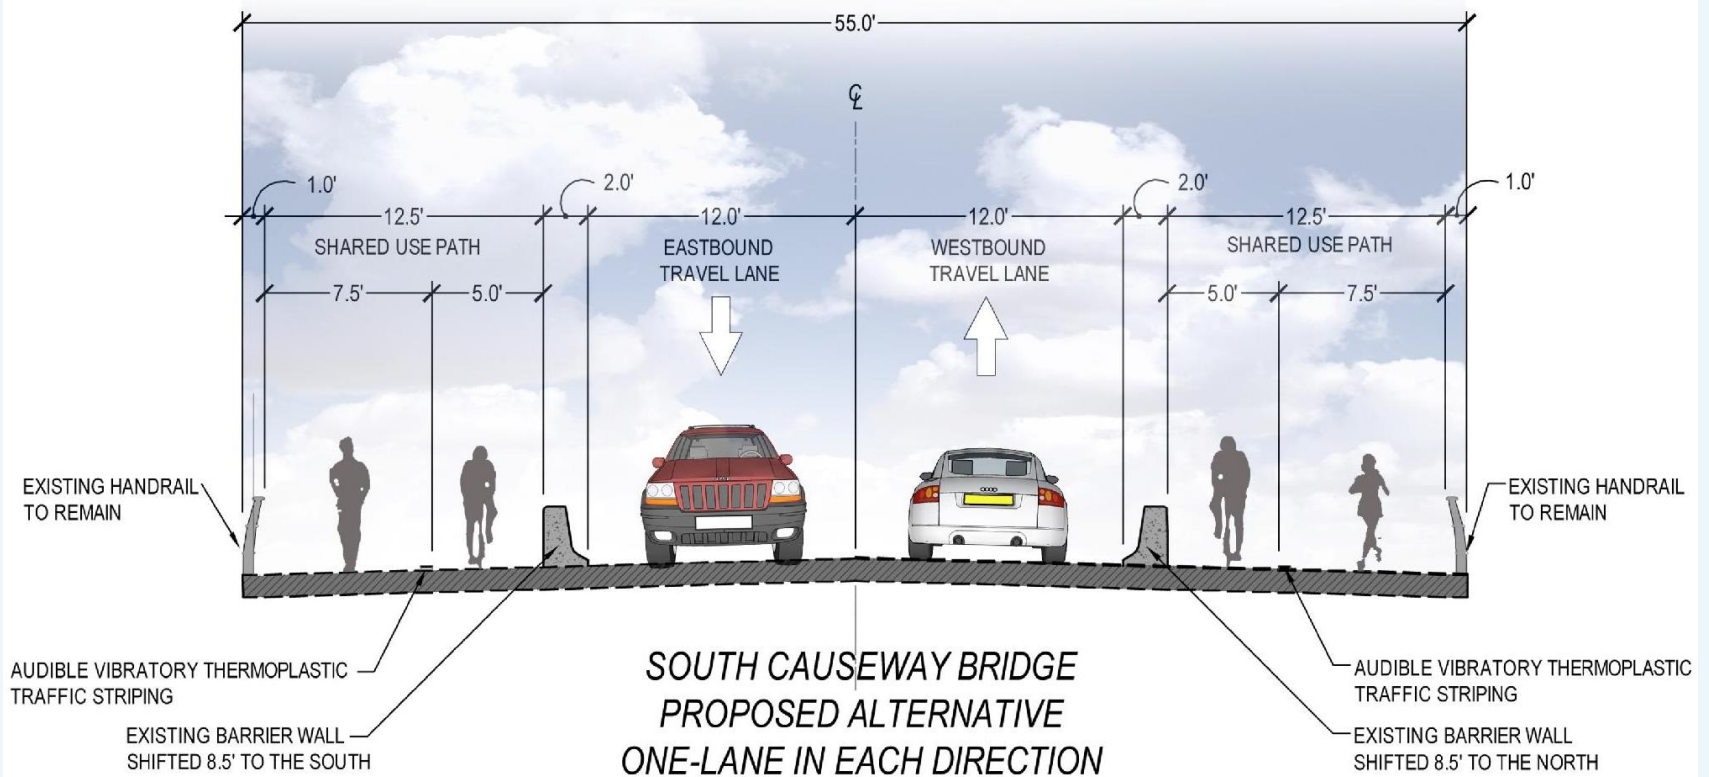 55.0'
℄
1.0'
2.0'
2.0'
1.0'
12.5'
12.0'
12.0'
12.5'
SHARED USE PATH
EASTBOUND
TRAVEL LANE
WESTBOUND
TRAVEL LANE
SHARED USE PATH
7.5'
5.0'
5.0'
7.5'
EXISTING HANDRAIL
TO REMAIN
EXISTING HANDRAIL
TO REMAIN
AUDIBLE VIBRATORY THERMOPLASTIC
TRAFFIC STRIPING
EXISTING BARRIER WALL
SHIFTED 8.5' TO THE SOUTH
SOUTH CAUSEWAY BRIDGE
PROPOSED ALTERNATIVE
ONE-LANE IN EACH DIRECTION
AUDIBLE VIBRATORY THERMOPLASTIC
TRAFFIC STRIPING
EXISTING BARRIER WALL
SHIFTED 8.5' TO THE NORTH